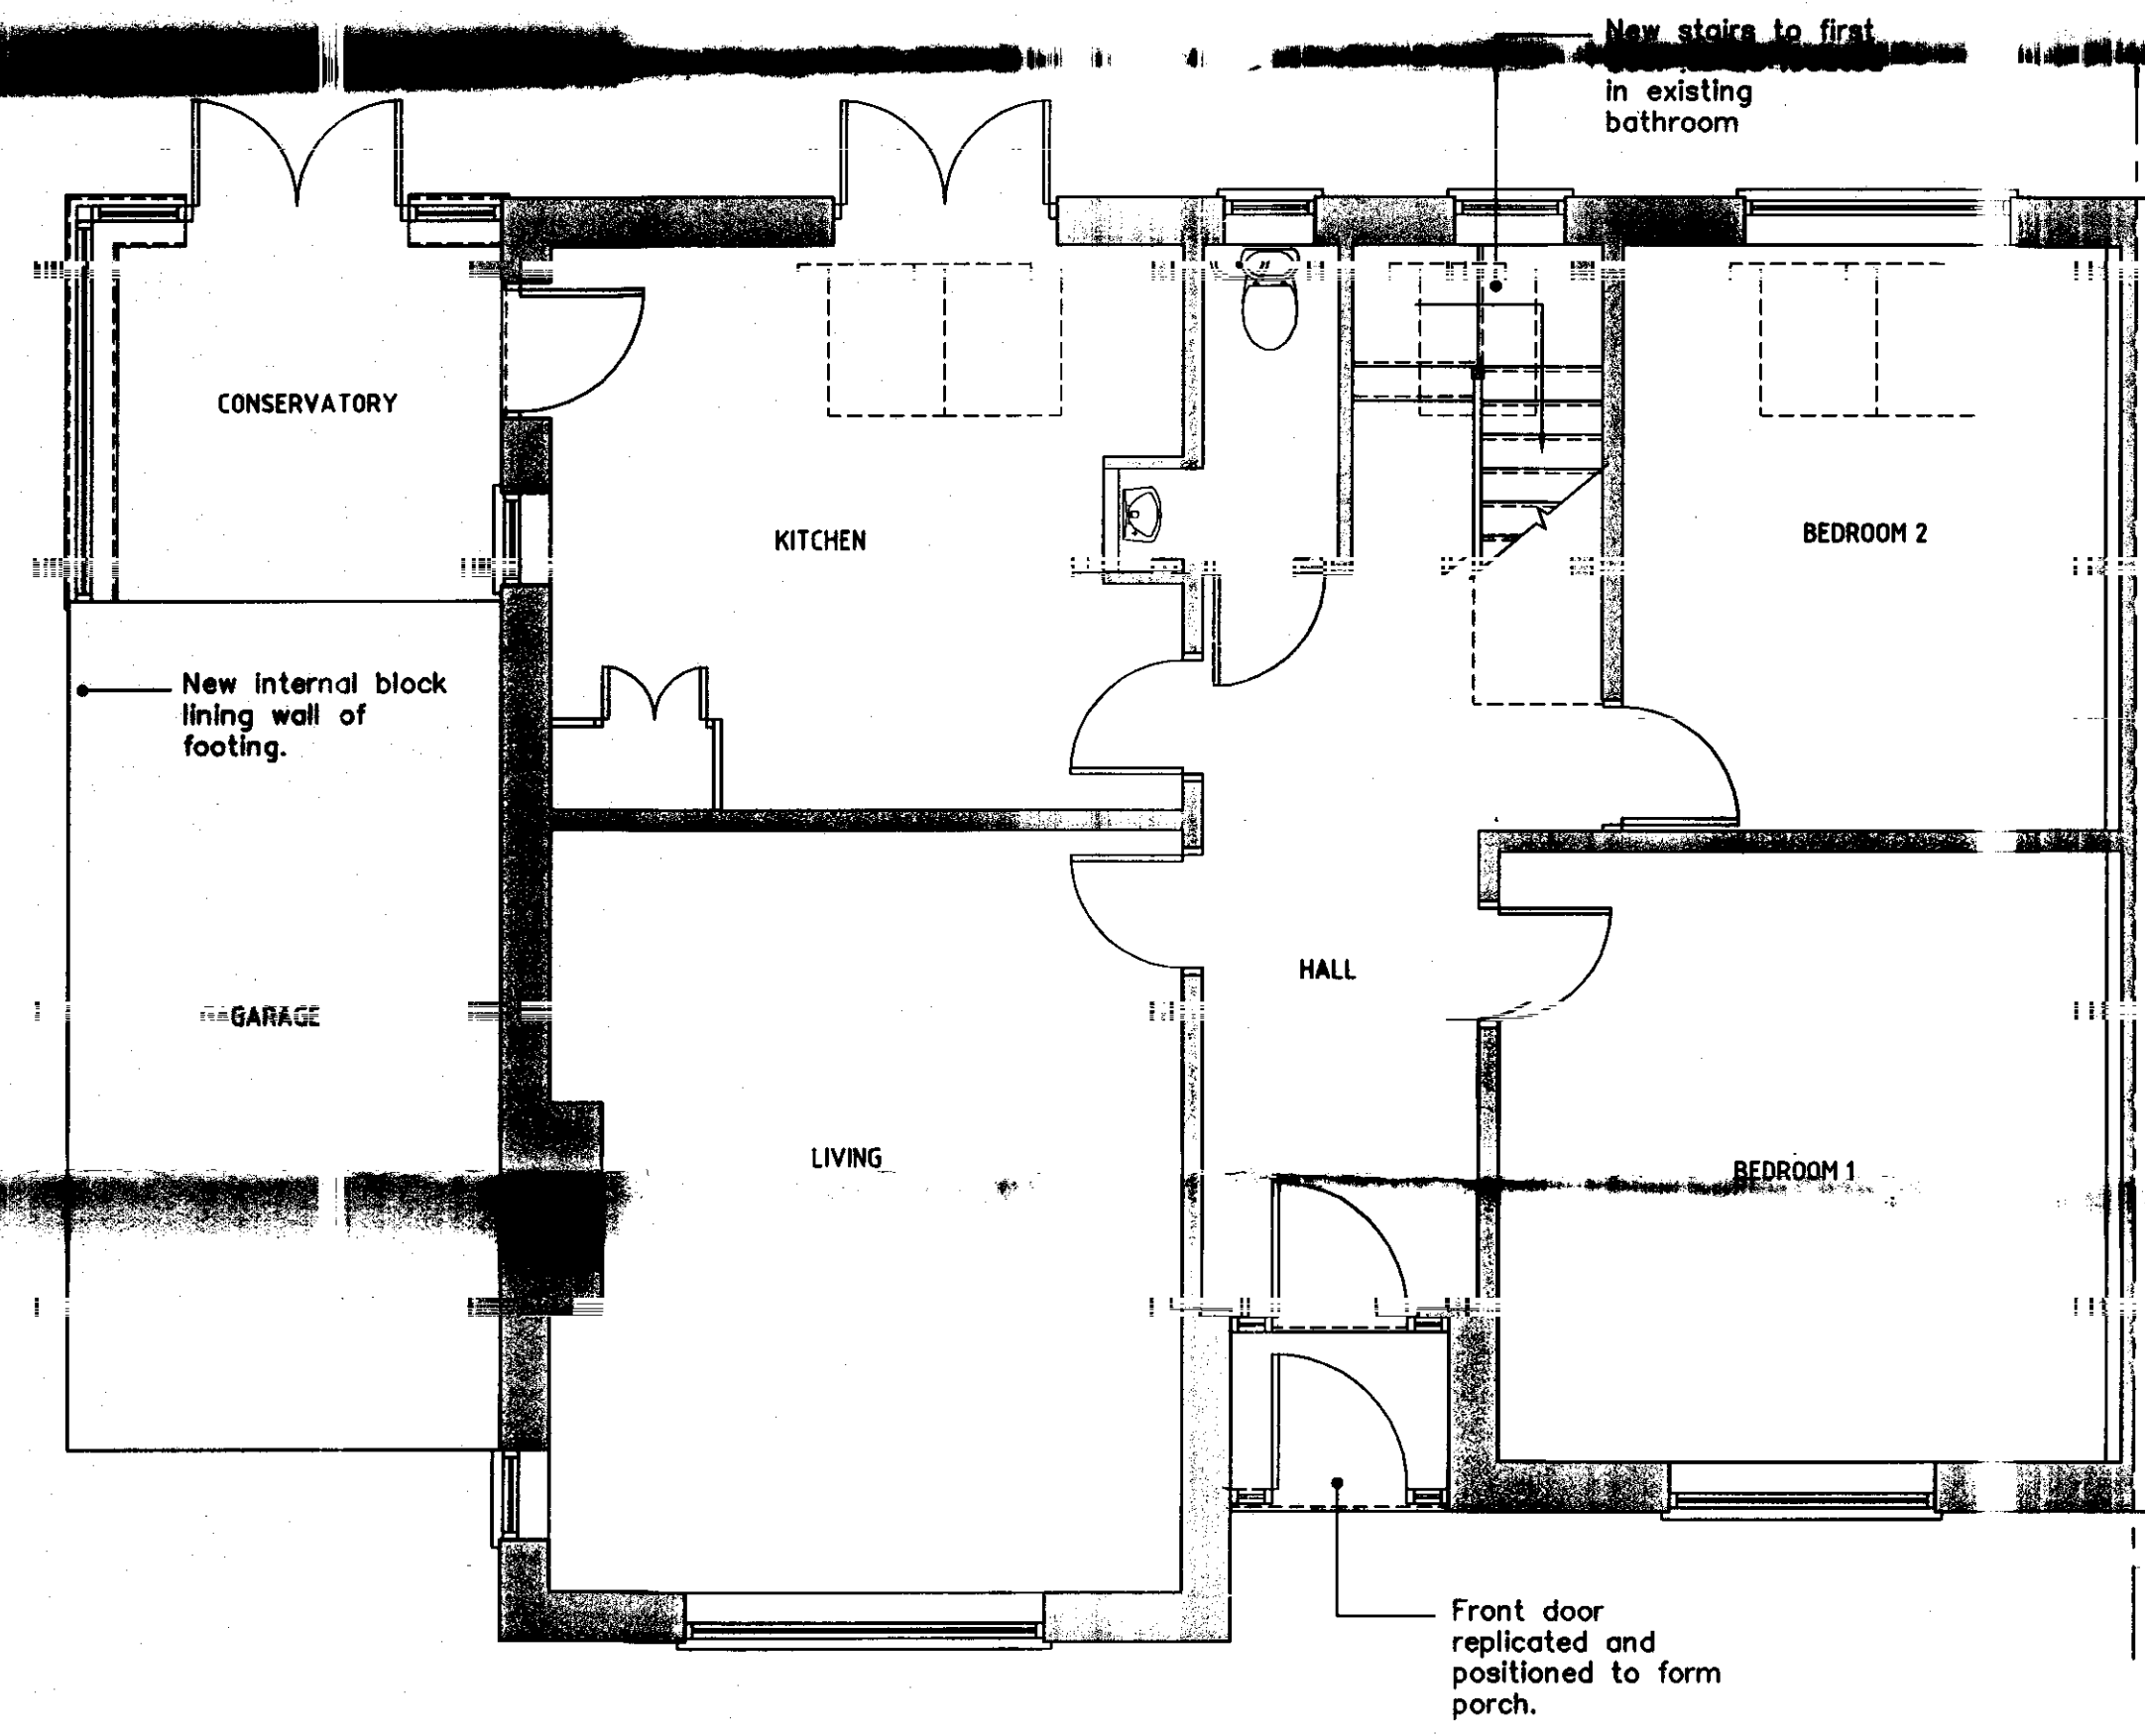 New stairs to first
in existing
bathroom
CONSERVATORY
KITCHEN
BEDROOM 2
New internal block
lining wall of
footing.
HALL
GARAGE
LIVING
BEDROOM 1
Front door
replicated and
positioned to form
porch.